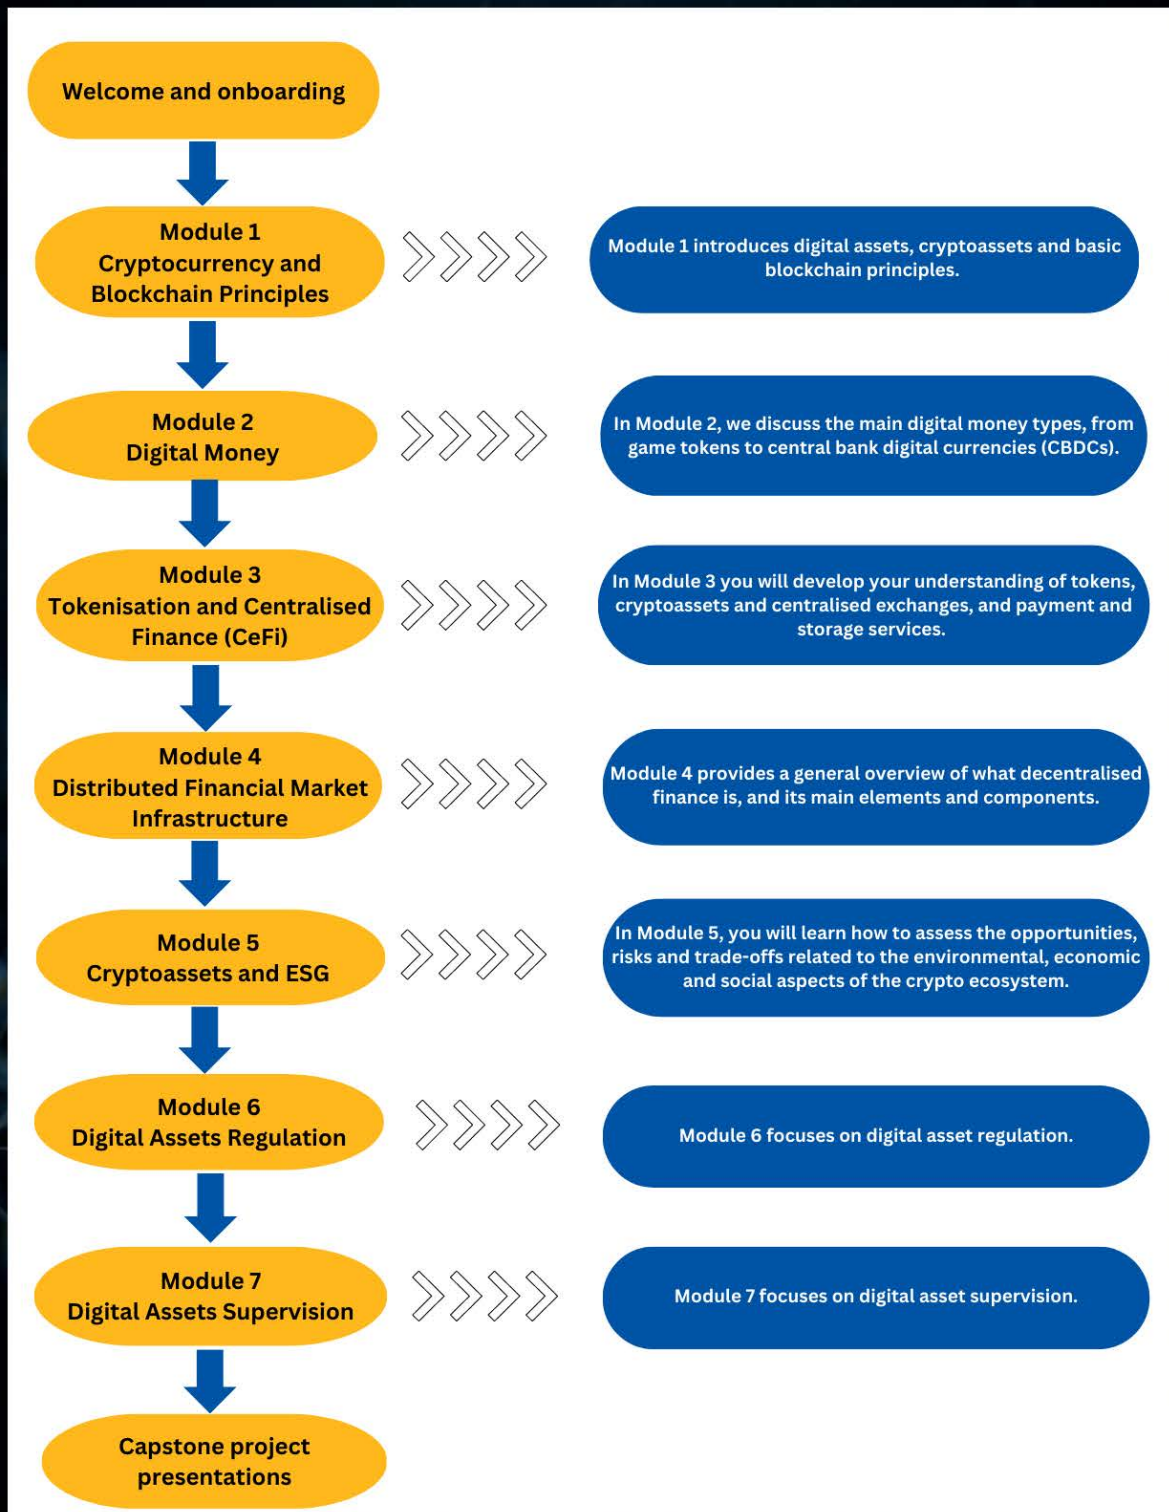 Welcome and onboarding
Module 1
Cryptocurrency and
Blockchain Principles
Module 1 introduces digital assets, cryptoassets and basic
blockchain principles.
Module 2
Digital Money
In Module 2, we discuss the main digital money types, from
game tokens to central bank digital currencies (CBDCs).
Module 3
Tokenisation and Centralised
Finance (CeFi)
In Module 3 you will develop your understanding of tokens,
cryptoassets and centralised exchanges, and payment and
storage services.
Module 4
Distributed Financial Market
Infrastructure
Module 4 provides a general overview of what decentralised
finance is, and its main elements and components.
Module 5
Cryptoassets and ESG
In Module 5, you will learn how to assess the opportunities,
risks and trade-offs related to the environmental, economic
and social aspects of the crypto ecosystem.
Module 6
Digital Assets Regulation
Module 6 focuses on digital asset regulation.
Module 7
Digital Assets Supervision
Module 7 focuses on digital asset supervision.
Capstone project
presentations